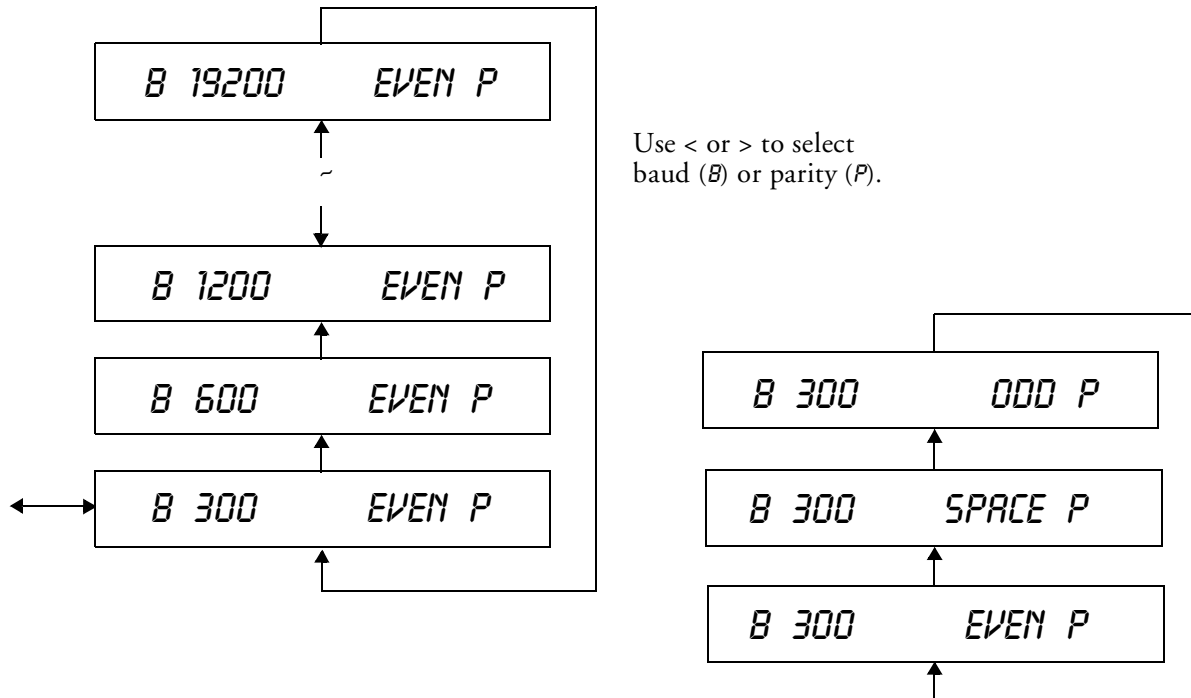 B 19200 EVEN P
~
Use < or > to select
baud (B) or parity (P).
B 1200 EVEN P
B 600 EVEN P
B 300 EVEN P
B 300 ODD P
B 300 SPACE P
B 300 EVEN P